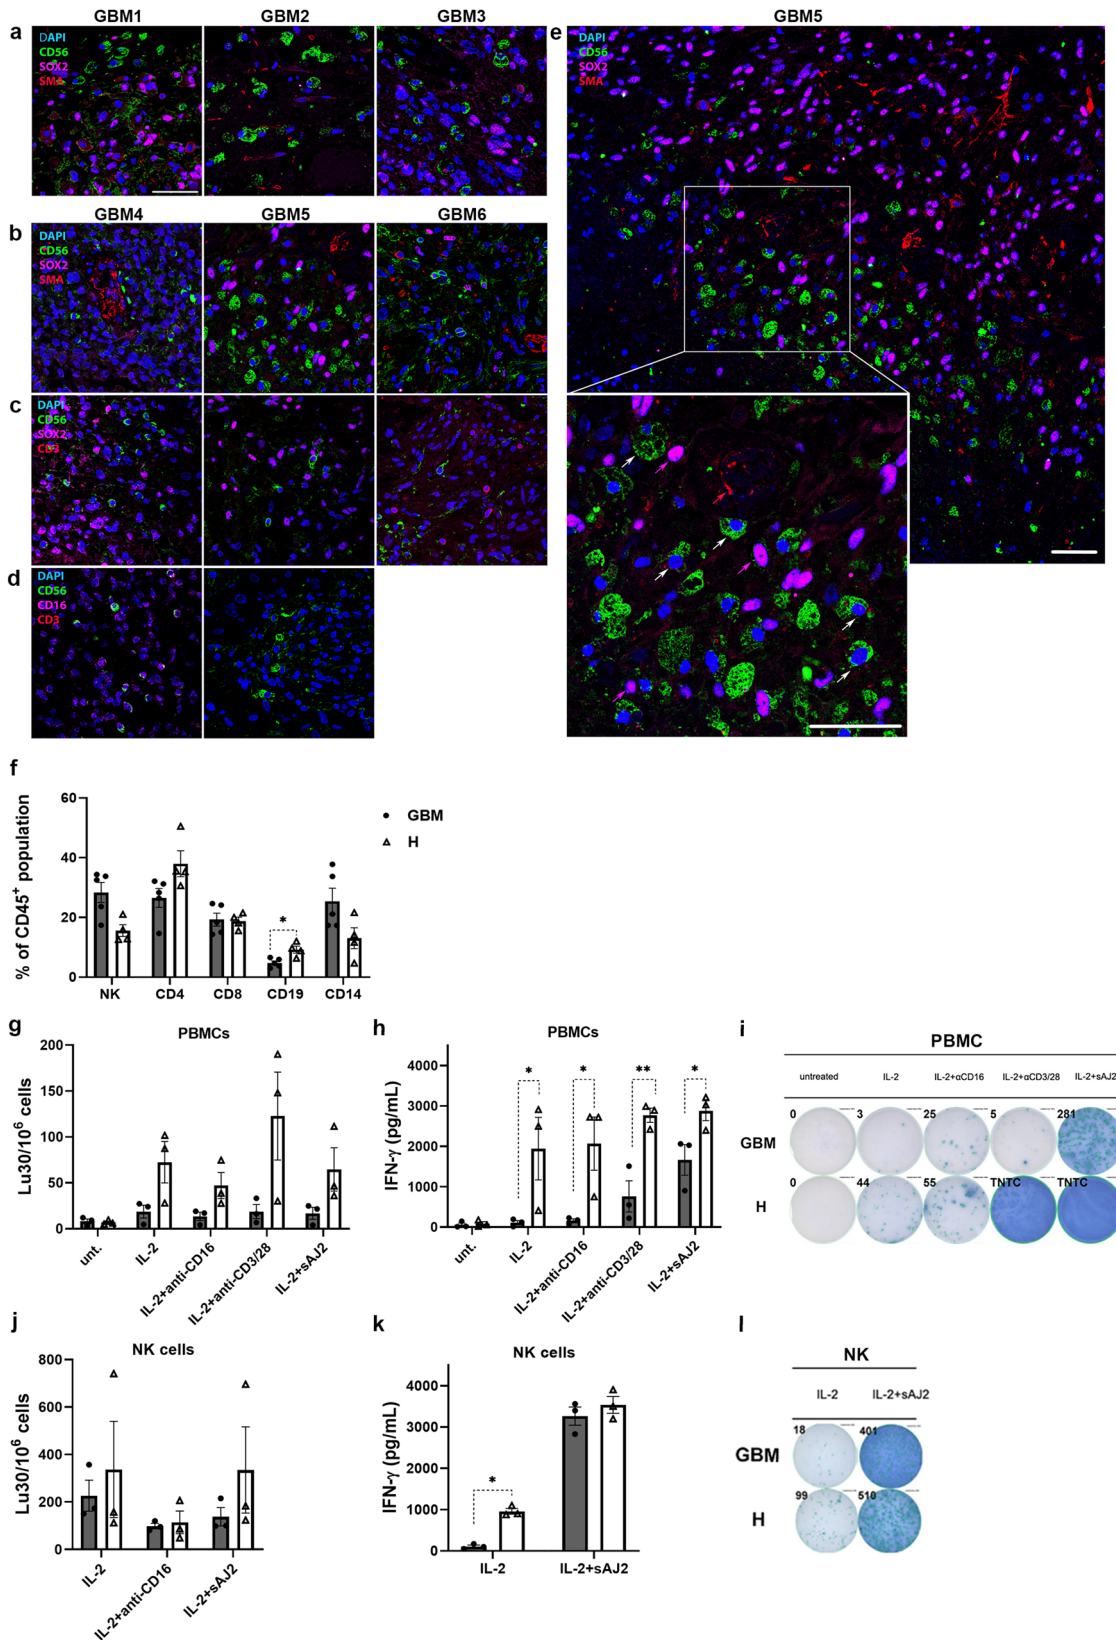 GBM1 GBM2 GBM3 GBM5
a e
DAPI DAPI
CD56 CD56
SOX2 SOX2
SMA SMA
GBM4 GBM5 GBM6
b
DAPI
CD56
SOX2
SMA
c
DAPI
CD56
SOX2
CD3
d
DAPI
CD56
CD16
CD3
f
% of CD45+ population
60
40
20
0
NK CD4 CD8 CD19 CD14
*
GBM
H
g
PBMCs
Lu30/10^6 cells
200
150
100
50
0
unt. IL-2 IL-2+anti-CD16 IL-2+anti-CD3/28 IL-2+sAJ2
h
PBMCs
IFN-γ (pg/mL)
4000
3000
2000
1000
0
* * ** *
unt. IL-2 IL-2+anti-CD16 IL-2+anti-CD3/28 IL-2+sAJ2
i
PBMC
untreated IL-2 IL-2+αCD16 IL-2+αCD3/28 IL-2+sAJ2
GBM 0 3 25 5 281
H 0 44 55 TNTC TNTC
j
NK cells
Lu30/10^6 cells
800
600
400
200
0
IL-2 IL-2+anti-CD16 IL-2+sAJ2
k
NK cells
IFN-γ (pg/mL)
4000
3000
2000
1000
0
*
IL-2 IL-2+sAJ2
l
NK
IL-2 IL-2+sAJ2
GBM 18 401
H 99 510